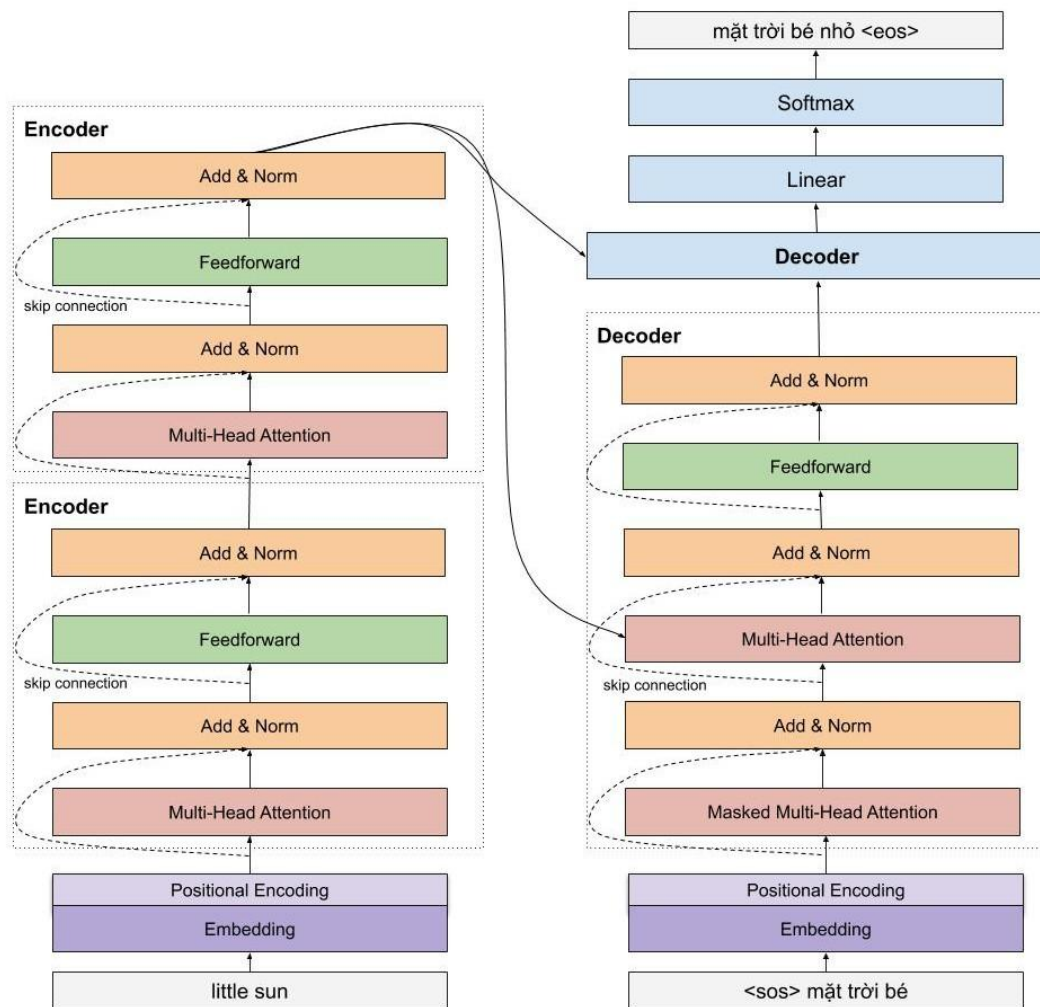 Encoder
Add & Norm
Feedforward
skip connection
Add & Norm
Multi-Head Attention
Encoder
Add & Norm
Feedforward
skip connection
Add & Norm
Multi-Head Attention
Positional Encoding
Embedding
little sun
mặt trời bé nhỏ <eos>
Softmax
Linear
Decoder
Decoder
Add & Norm
Feedforward
Add & Norm
Multi-Head Attention
skip connection
Add & Norm
Masked Multi-Head Attention
Positional Encoding
Embedding
<sos> mặt trời bé